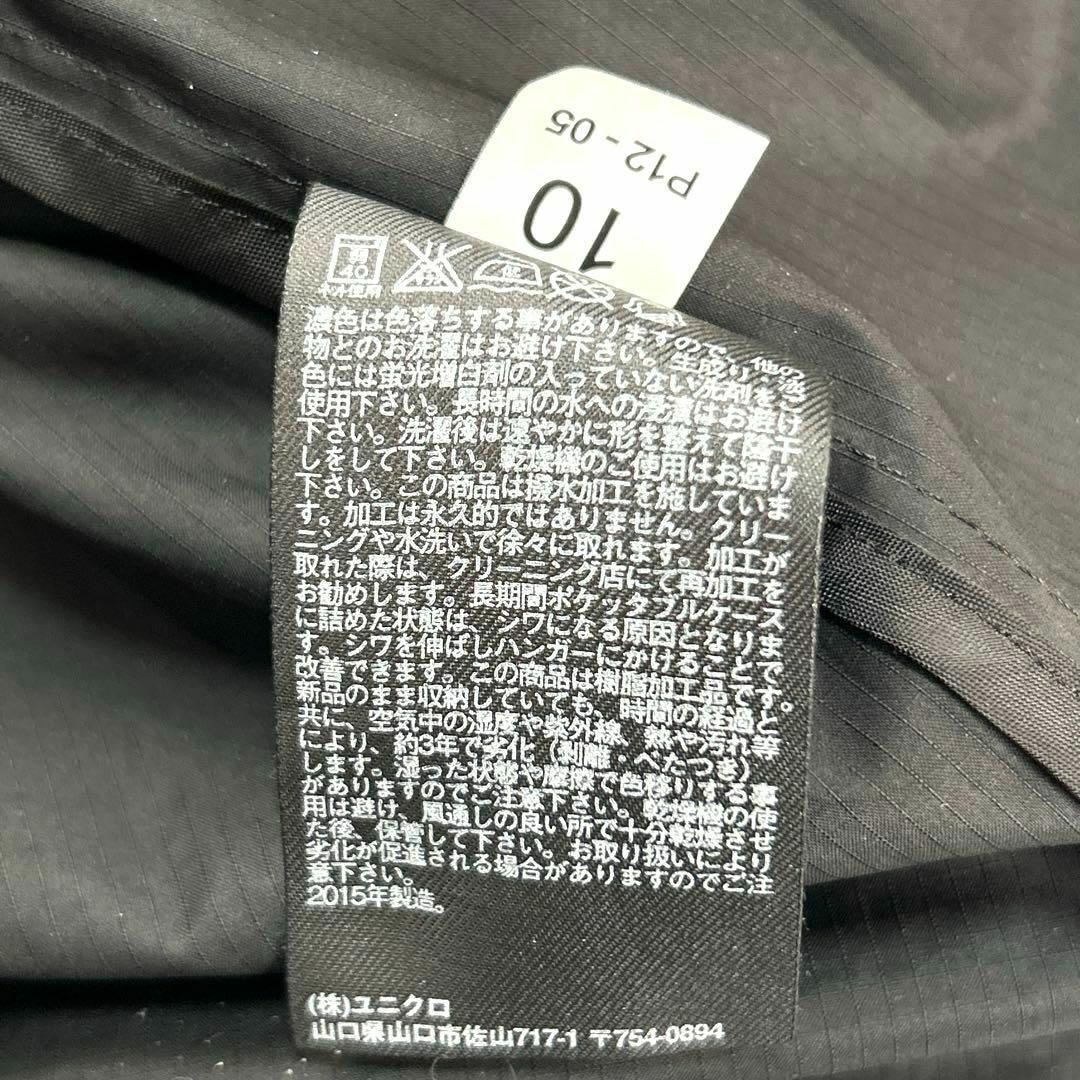 P12-05
10
弱
40
ネット使用
濃色は色落ちする事がありますので、他の
物とのお洗濯はお避け下さい。生成り・淡
色には蛍光増白剤の入っていない洗剤をご
使用下さい。長時間の水への浸漬はお避け
下さい。洗濯後は速やかに形を整えて陰干
しをして下さい。乾燥機のご使用はお避け
下さい。この商品は撥水加工を施していま
す。加工は永久的ではありません。クリー
ニングや水洗いで徐々に取れます。加工が
取れた際は、クリーニング店にて再加工を
お勧めします。長期間ポケッタブルケース
に詰めた状態は、シワになる原因となりま
す。シワを伸ばしハンガーにかけることで
改善できます。この商品は樹脂加工品です。
新品のまま収納していても、時間の経過と
共に、空気中の湿度や紫外線、熱や汚れ等
により、約3年で劣化（剥離・べたつき）
します。湿った状態や摩擦で色移りする事
がありますのでご注意下さい。乾燥機の使
用は避け、風通しの良い所で十分乾燥させ
た後、保管して下さい。お取り扱いにより
劣化が促進される場合がありますのでご注
意下さい。
2015年製造。
(株)ユニクロ
山口県山口市佐山717-1 〒754-0894